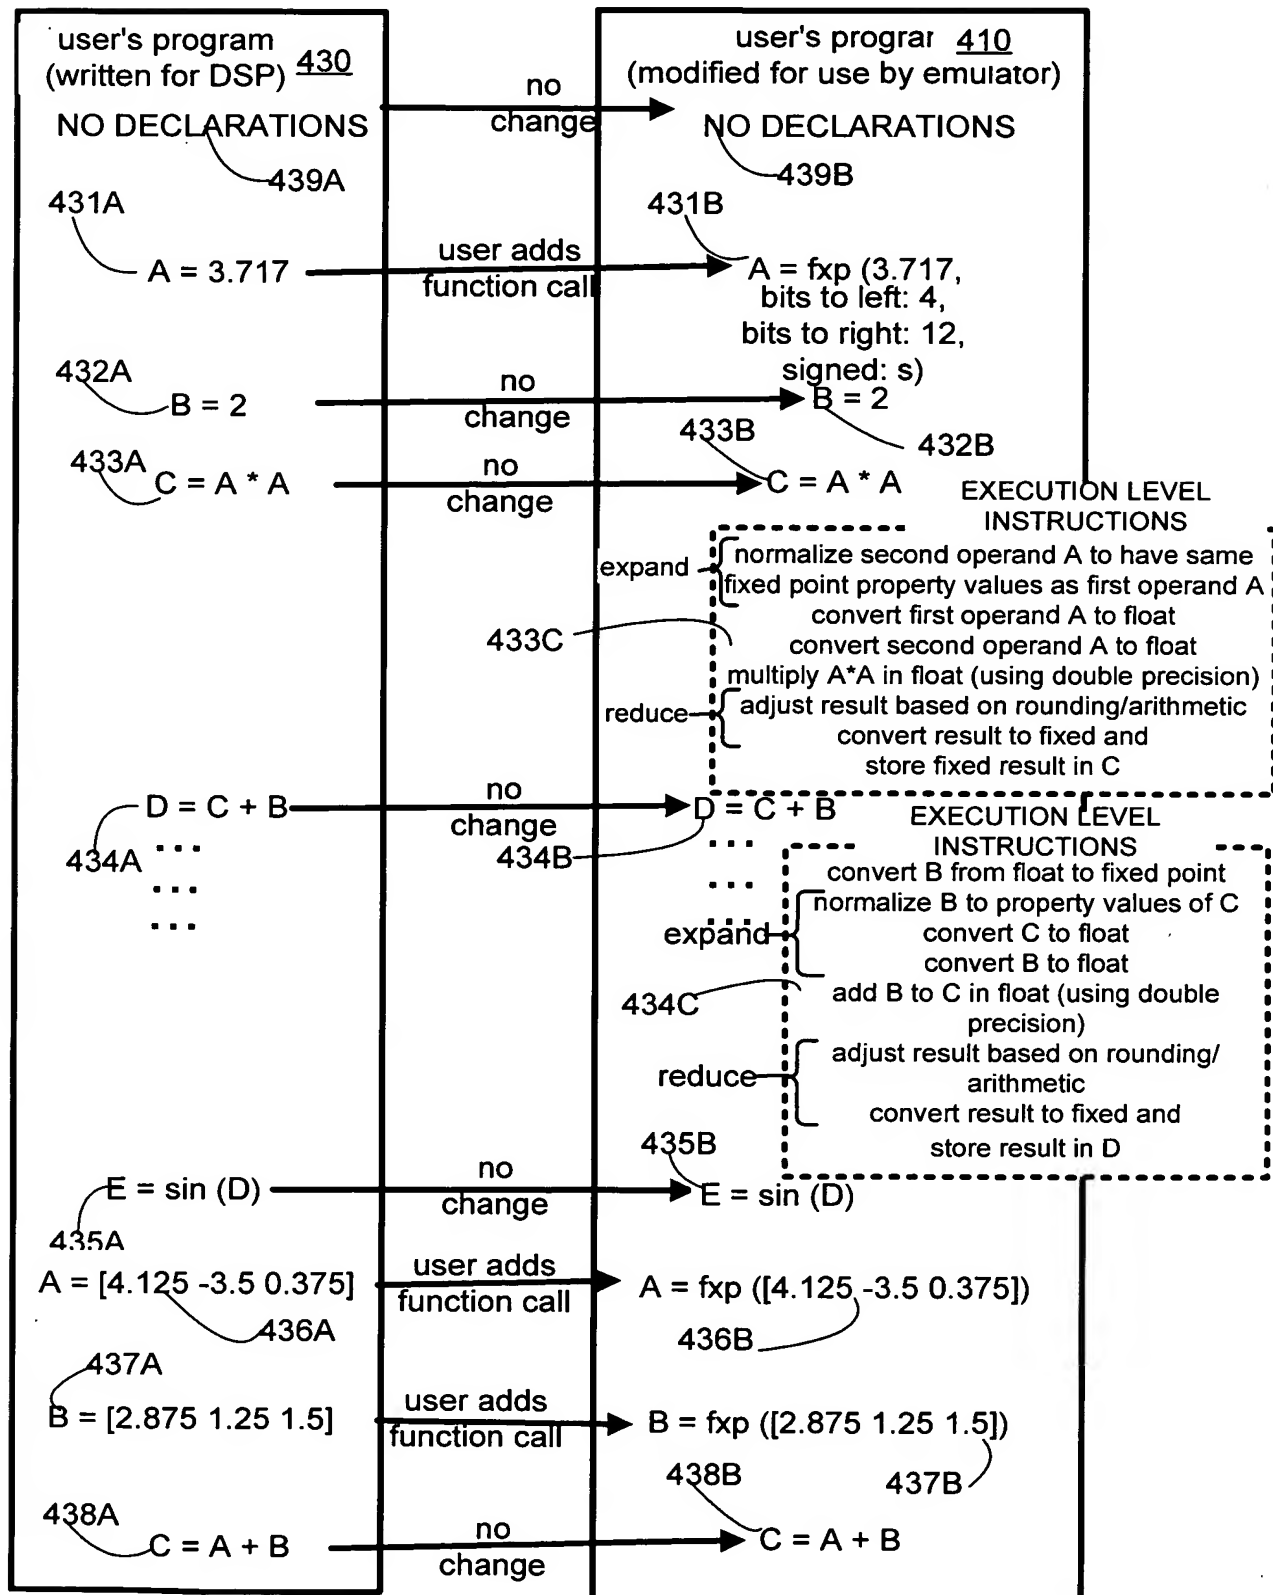 user's program
(written for DSP) 430
NO DECLARATIONS
439A
no
change
user's prograr 410
(modified for use by emulator)
NO DECLARATIONS
439B
431A
A = 3.717
user adds
function call
431B
A = fxp (3.717,
bits to left: 4,
bits to right: 12,
signed: s)
432A
B = 2
no
change
B = 2
432B
433A
C = A * A
no
change
433B
C = A * A
EXECUTION LEVEL
INSTRUCTIONS
expand
normalize second operand A to have same
fixed point property values as first operand A
convert first operand A to float
433C
convert second operand A to float
multiply A*A in float (using double precision)
reduce
adjust result based on rounding/arithmetic
convert result to fixed and
store fixed result in C
D = C + B
434A
...
...
...
no
change
D = C + B
434B
...
...
...
EXECUTION LEVEL
INSTRUCTIONS
convert B from float to fixed point
normalize B to property values of C
expand
convert C to float
convert B to float
434C
add B to C in float (using double
precision)
adjust result based on rounding/
reduce
arithmetic
convert result to fixed and
store result in D
E = sin (D)
435A
no
change
435B
E = sin (D)
A = [4.125 -3.5 0.375]
436A
user adds
function call
A = fxp ([4.125 -3.5 0.375])
436B
437A
B = [2.875 1.25 1.5]
user adds
function call
B = fxp ([2.875 1.25 1.5])
437B
438A
C = A + B
no
change
438B
C = A + B